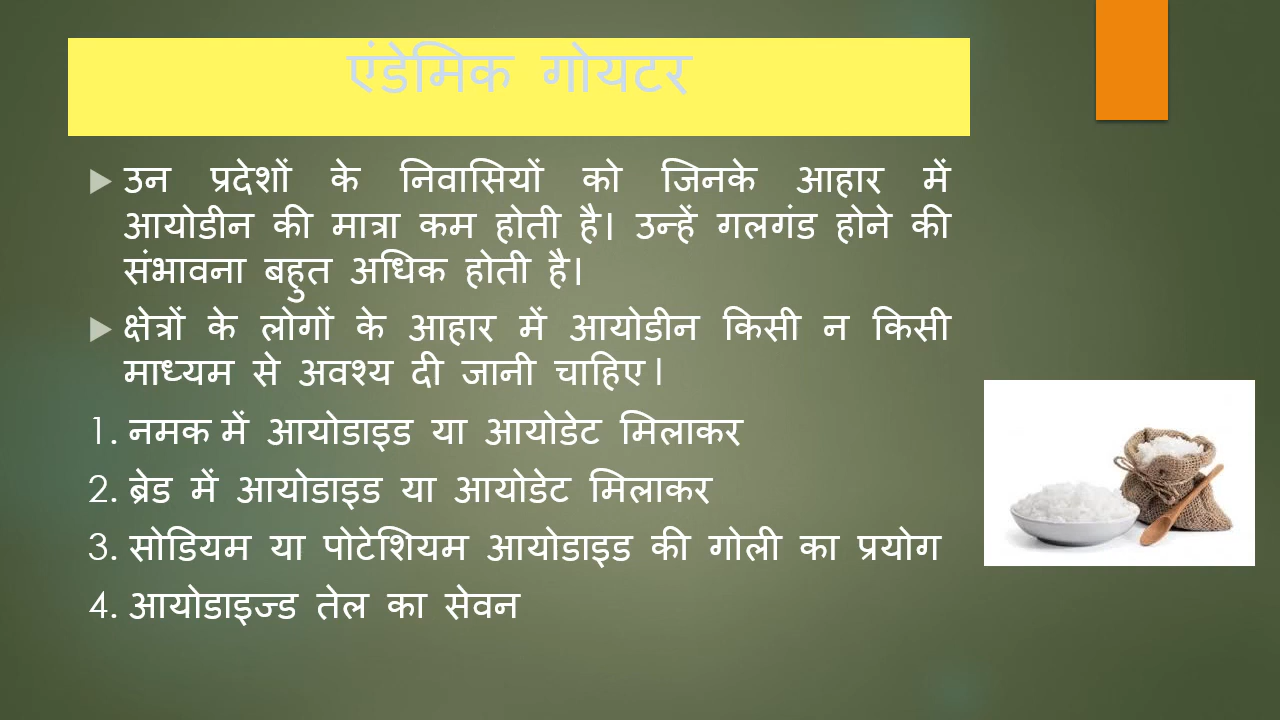 एंडेमिक गोयटर
उन प्रदेशों के निवासियों को जिनके आहार में
आयोडीन की मात्रा कम होती है। उन्हें गलगंड होने की
संभावना बहुत अधिक होती है।
क्षेत्रों के लोगों के आहार में आयोडीन किसी न किसी
माध्यम से अवश्य दी जानी चाहिए।
1. नमक में आयोडाइड या आयोडेट मिलाकर
2. ब्रेड में आयोडाइड या आयोडेट मिलाकर
3. सोडियम या पोटेशियम आयोडाइड की गोली का प्रयोग
4. आयोडाइज्ड तेल का सेवन